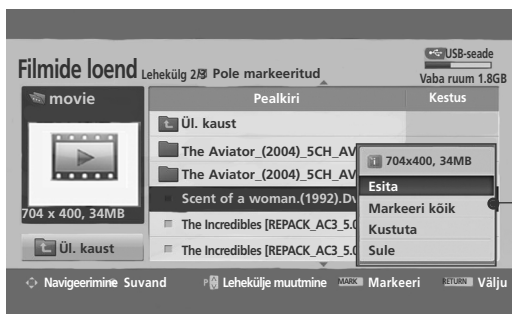 USB-seade
Filmide loend Lehekülg 2/3 Pole markeeritud
Vaba ruum 1.8GB
movie
Pealkiri Kestus
Ül. kaust
The Aviator_(2004)_5CH_AV
The Aviator_(2004)_5CH_AV
Scent of a woman.(1992).Dv
The Incredibles [REPACK_AC3_5.0
The Incredibles [REPACK_AC3_5.0
704 x 400, 34MB
Ül. kaust
704x400, 34MB
Esita
Markeeri kõik
Kustuta
Sule
Navigeerimine Suvand P Lehekülje muutmine MARK Markeeri RETURN Välju